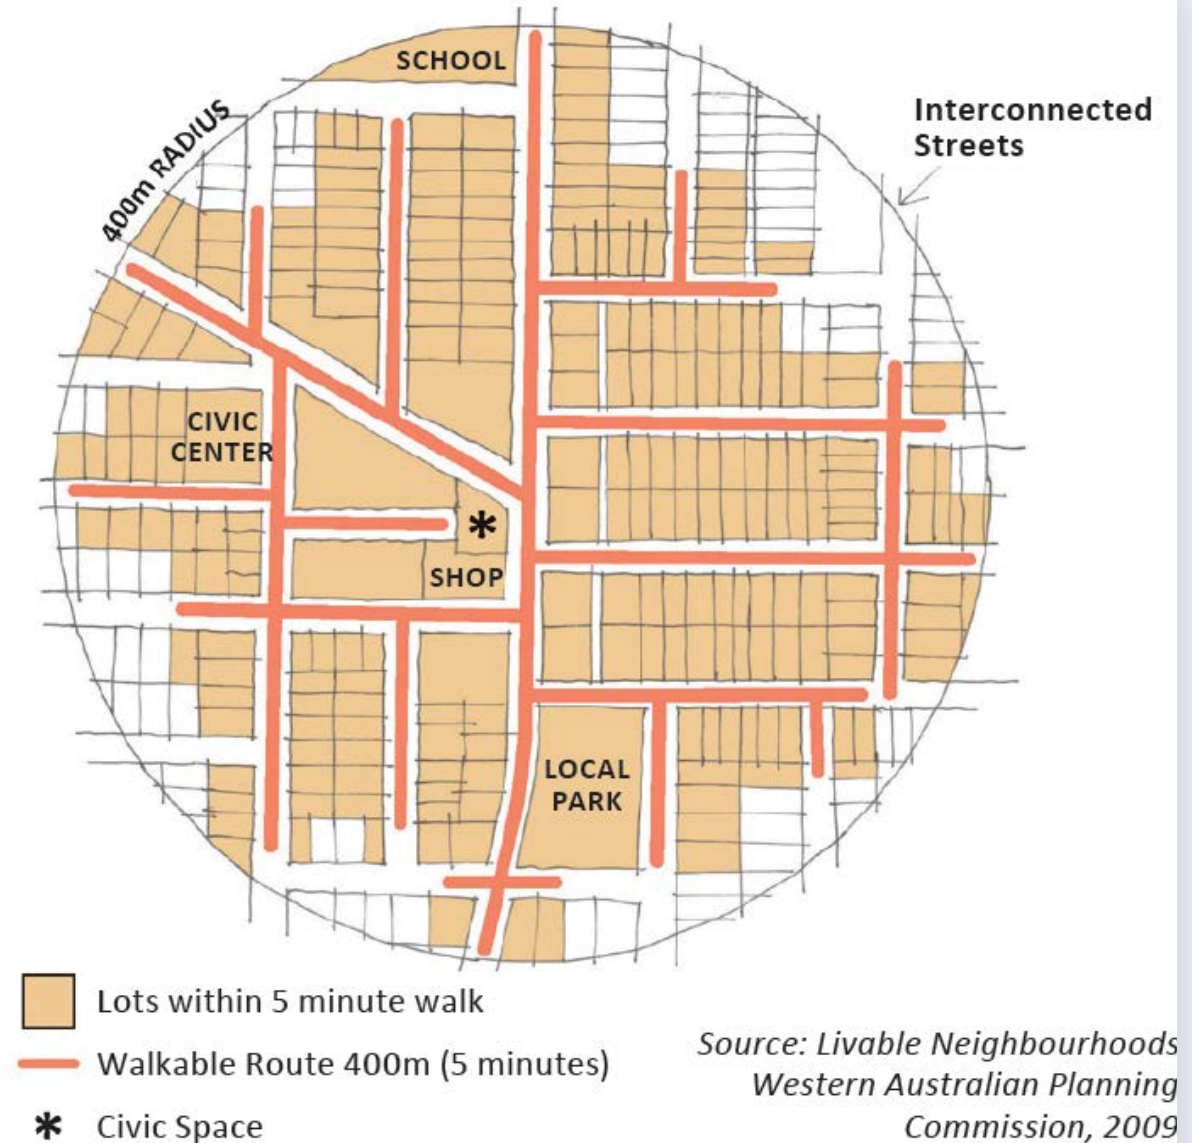 SCHOOL
400m RADIUS
Interconnected
Streets
CIVIC
CENTER
*
SHOP
LOCAL
PARK
Lots within 5 minute walk
Walkable Route 400m (5 minutes)
* Civic Space
Source: Livable Neighbourhoods
Western Australian Planning
Commission, 2009